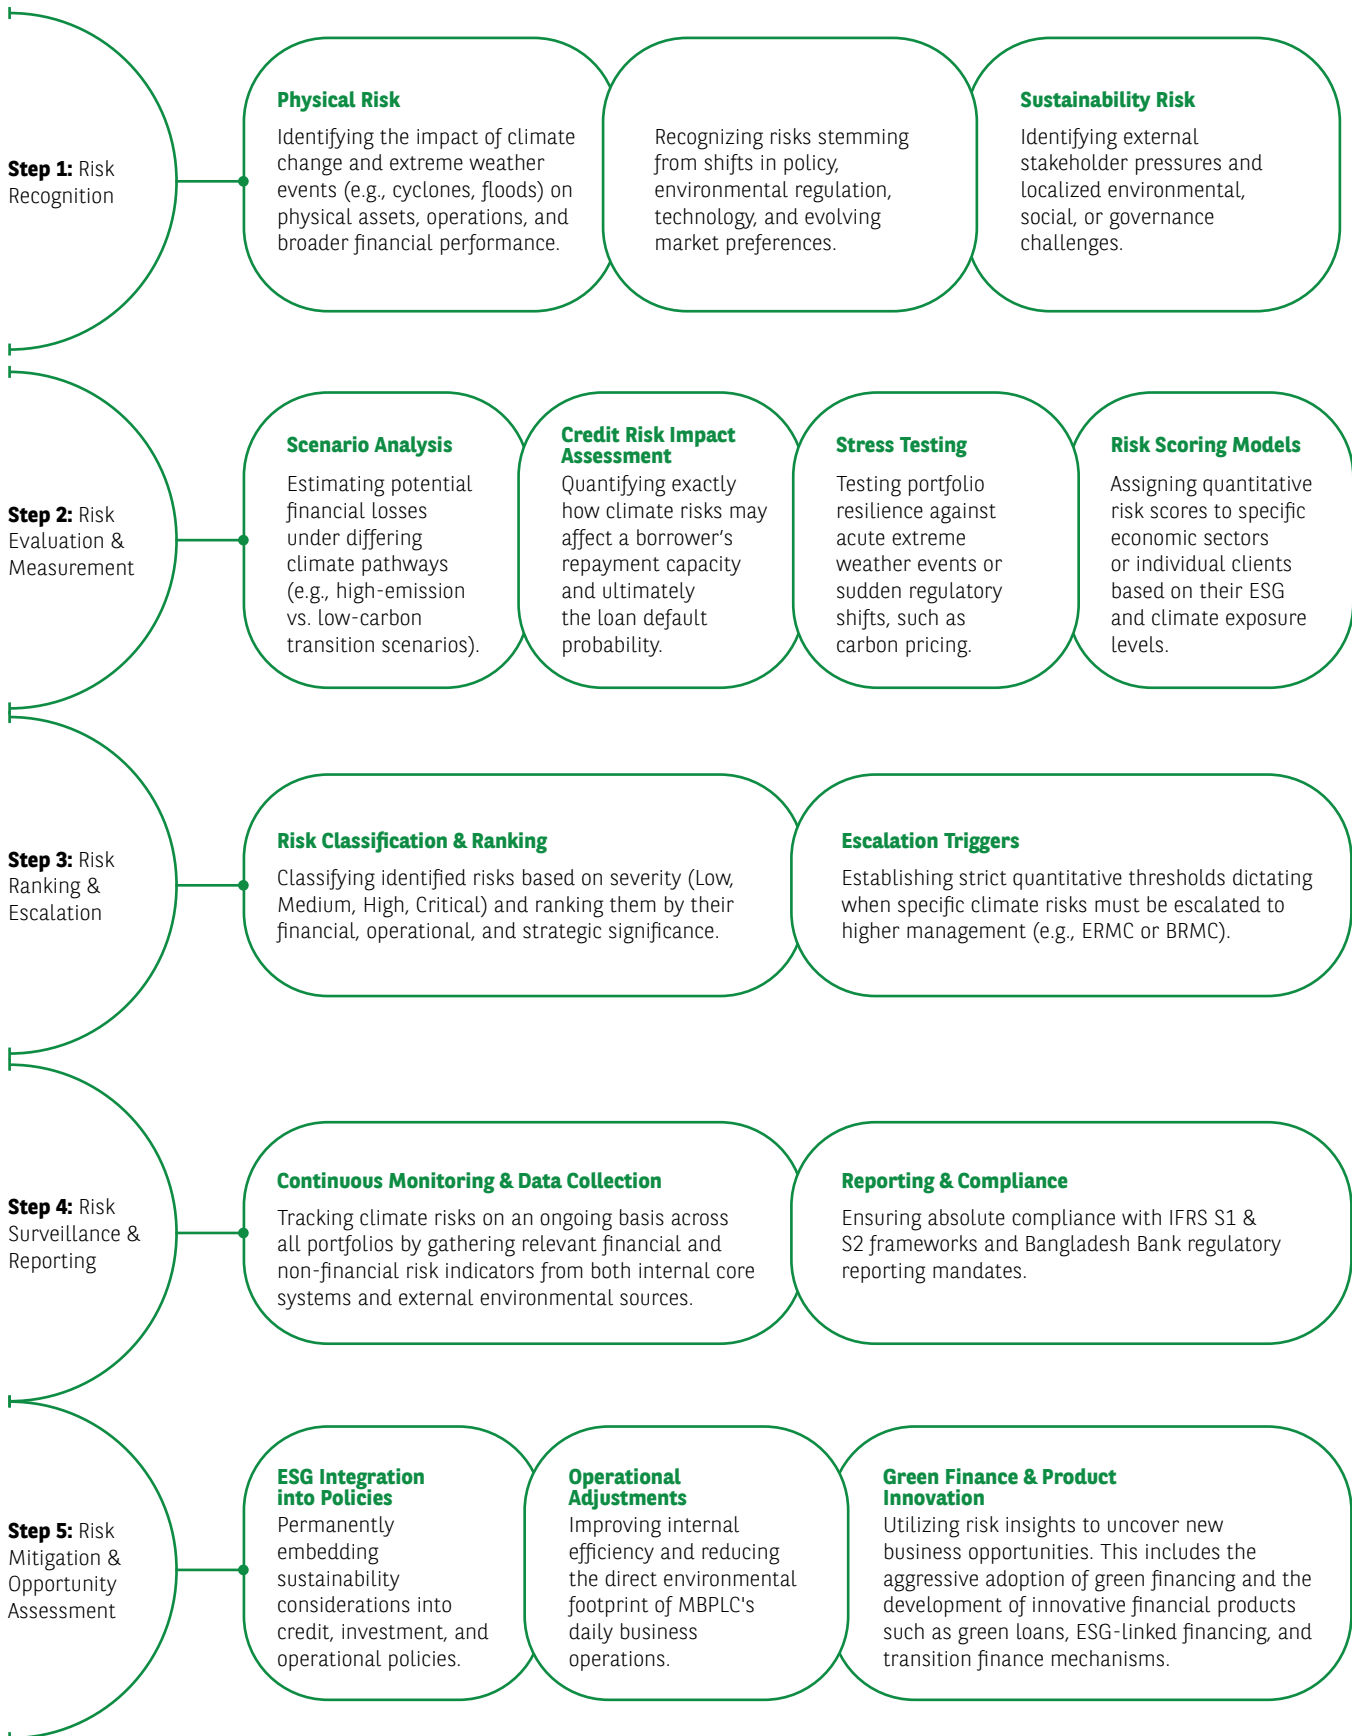 Step 1: Risk
Recognition
Physical Risk
Identifying the impact of climate
change and extreme weather
events (e.g., cyclones, floods) on
physical assets, operations, and
broader financial performance.
Recognizing risks stemming
from shifts in policy,
environmental regulation,
technology, and evolving
market preferences.
Sustainability Risk
Identifying external
stakeholder pressures and
localized environmental,
social, or governance
challenges.
Step 2: Risk
Evaluation &
Measurement
Scenario Analysis
Estimating potential
financial losses
under differing
climate pathways
(e.g., high-emission
vs. low-carbon
transition scenarios).
Credit Risk Impact
Assessment
Quantifying exactly
how climate risks may
affect a borrower’s
repayment capacity
and ultimately
the loan default
probability.
Stress Testing
Testing portfolio
resilience against
acute extreme
weather events or
sudden regulatory
shifts, such as
carbon pricing.
Risk Scoring Models
Assigning quantitative
risk scores to specific
economic sectors
or individual clients
based on their ESG
and climate exposure
levels.
Step 3: Risk
Ranking &
Escalation
Risk Classification & Ranking
Classifying identified risks based on severity (Low,
Medium, High, Critical) and ranking them by their
financial, operational, and strategic significance.
Escalation Triggers
Establishing strict quantitative thresholds dictating
when specific climate risks must be escalated to
higher management (e.g., ERMC or BRMC).
Step 4: Risk
Surveillance &
Reporting
Continuous Monitoring & Data Collection
Tracking climate risks on an ongoing basis across
all portfolios by gathering relevant financial and
non-financial risk indicators from both internal core
systems and external environmental sources.
Reporting & Compliance
Ensuring absolute compliance with IFRS S1 &
S2 frameworks and Bangladesh Bank regulatory
reporting mandates.
Step 5: Risk
Mitigation &
Opportunity
Assessment
ESG Integration
into Policies
Permanently
embedding
sustainability
considerations into
credit, investment, and
operational policies.
Operational
Adjustments
Improving internal
efficiency and reducing
the direct environmental
footprint of MBPLC's
daily business
operations.
Green Finance & Product
Innovation
Utilizing risk insights to uncover new
business opportunities. This includes the
aggressive adoption of green financing and the
development of innovative financial products
such as green loans, ESG-linked financing, and
transition finance mechanisms.